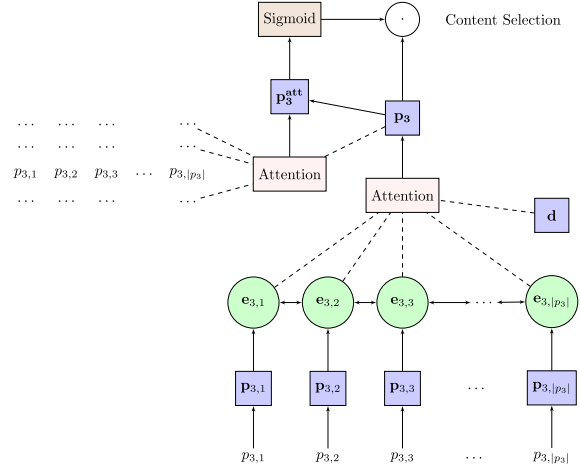 Sigmoid · Content Selection
p₃ᵃᵗᵗ
p₃
... ... ... ...
... ... ... ...
p₃,₁ p₃,₂ p₃,₃ ... p₃,|p₃|
Attention
Attention
... ... ... ...
d
e₃,₁ e₃,₂ e₃,₃ ... e₃,|p₃|
p₃,₁ p₃,₂ p₃,₃ ... p₃,|p₃|
p₃,₁ p₃,₂ p₃,₃ ... p₃,|p₃|